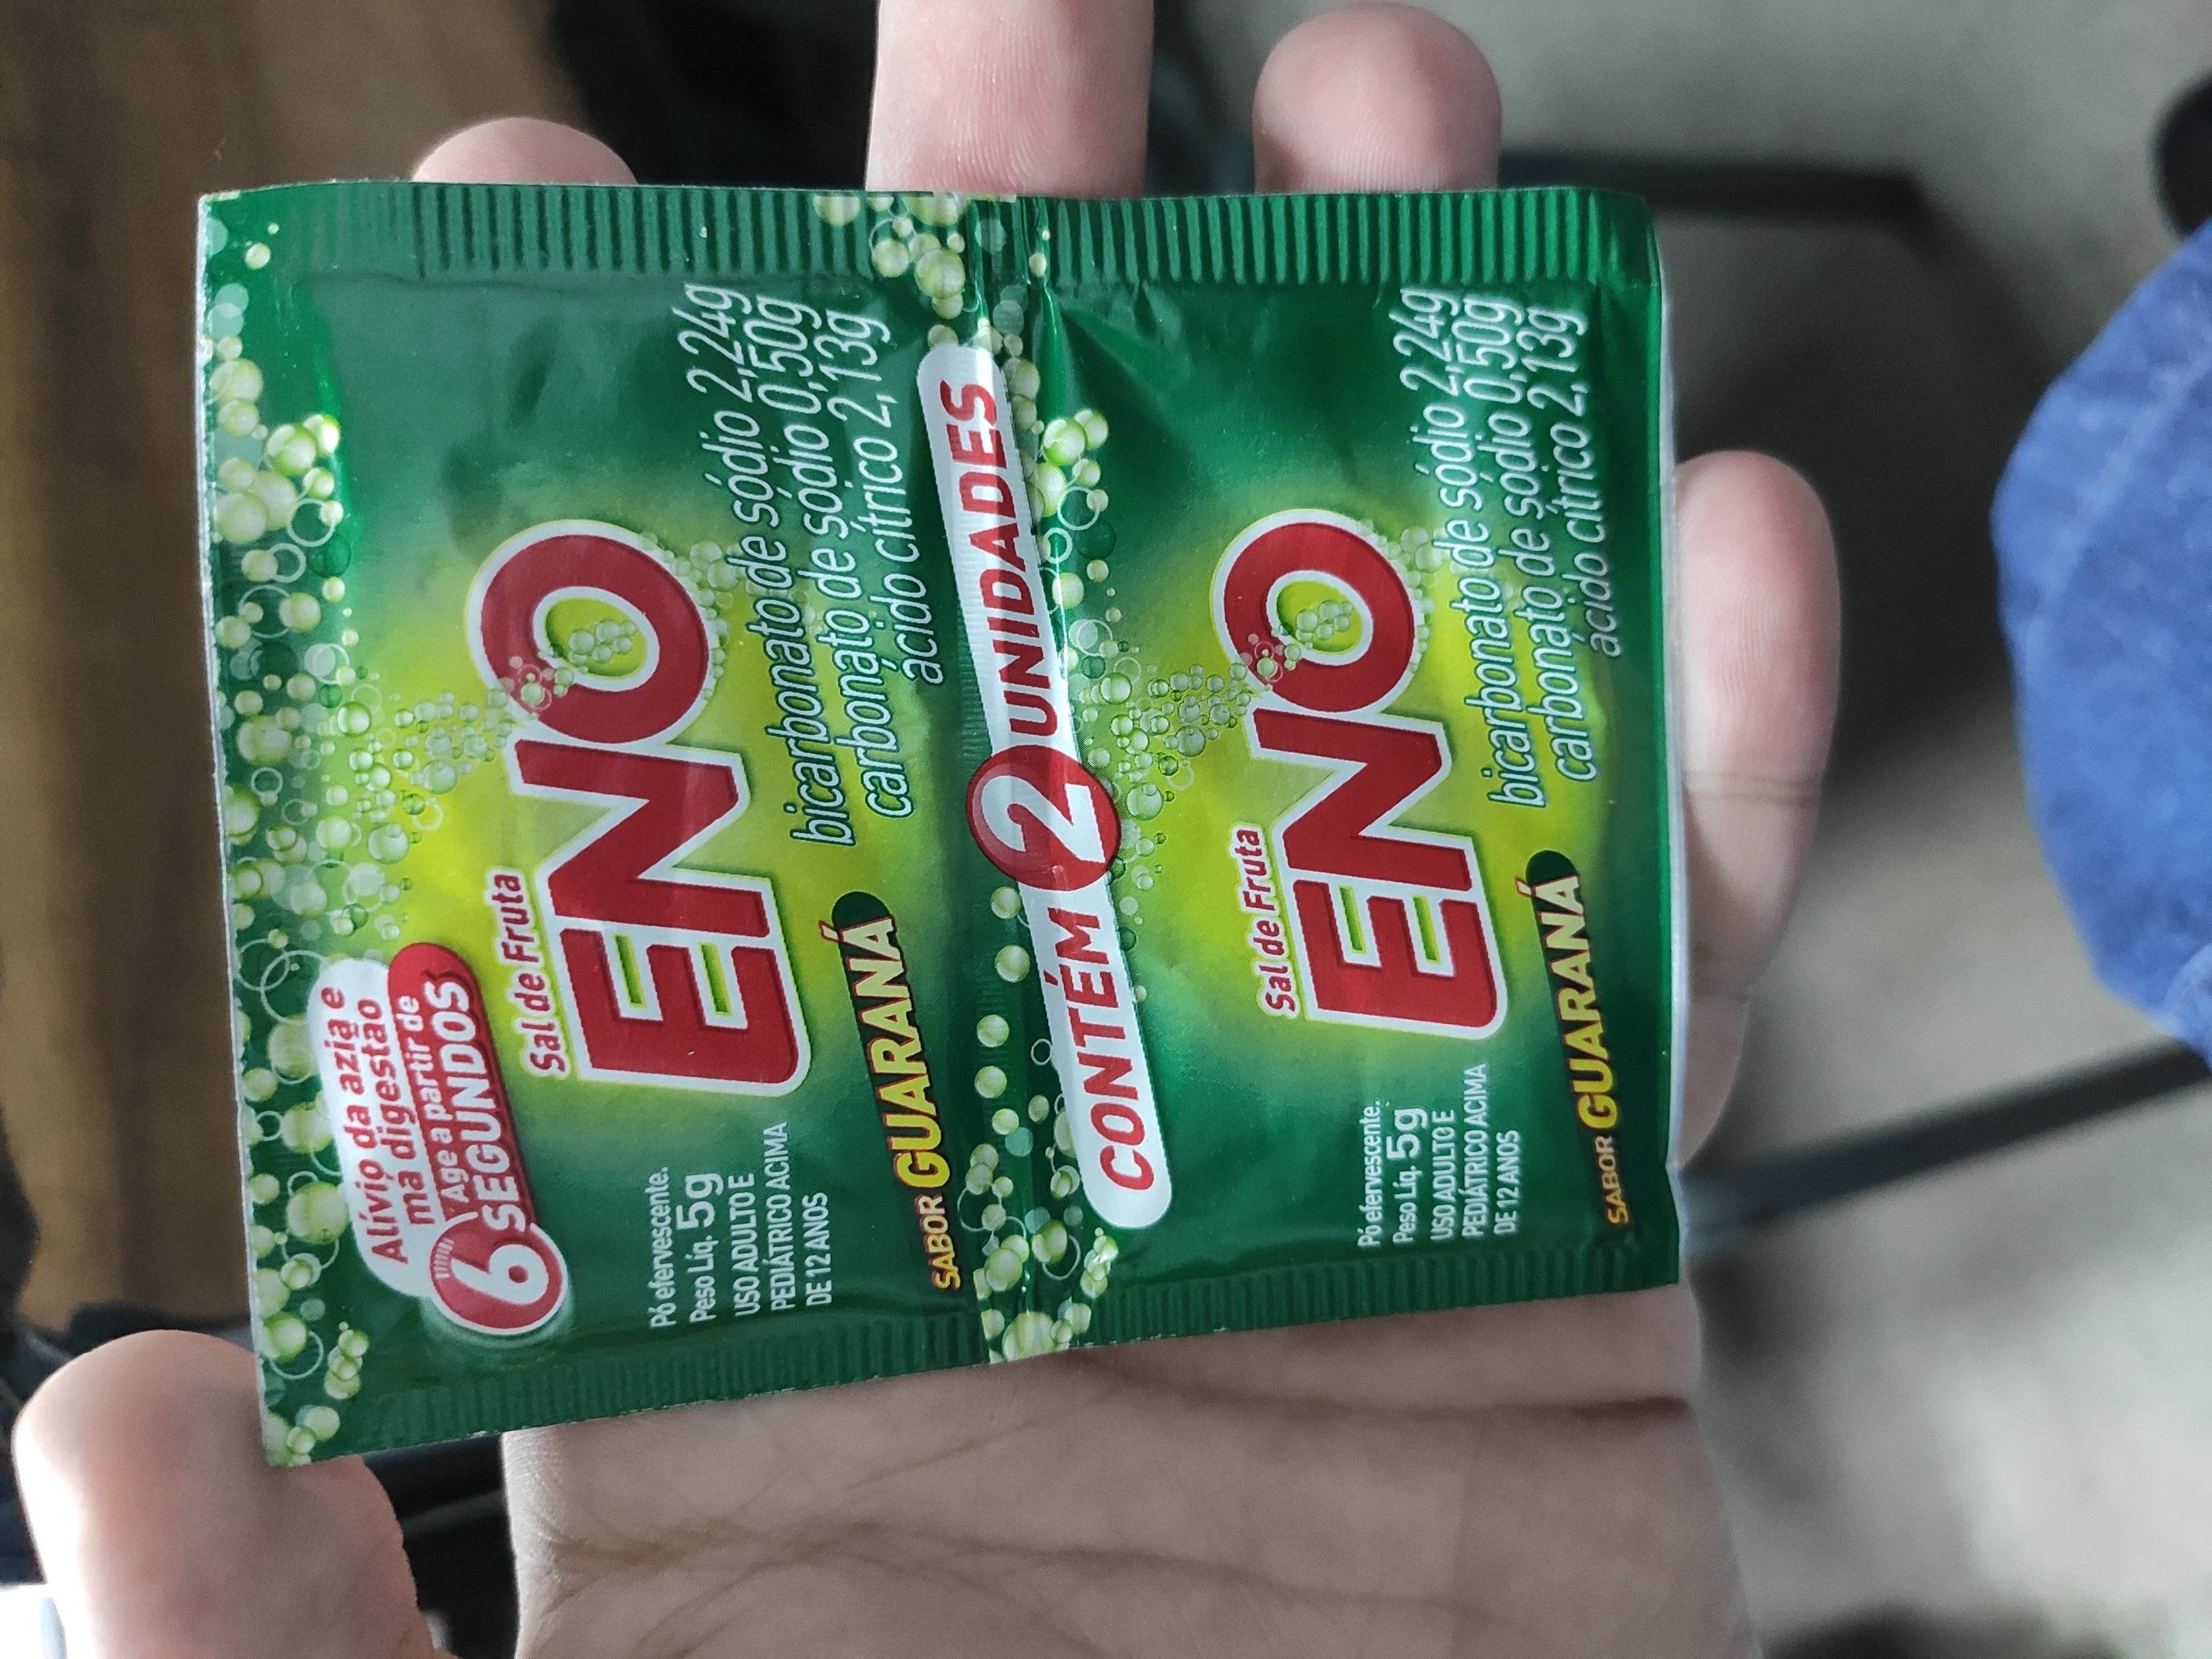 Alívio da azia e
má digestão
Age a partir de
6 SEGUNDOS
Sal de Fruta
ENO
Pó efervescente.
Peso Líq. 5g
USO ADULTO E
PEDIÁTRICO ACIMA
DE 12 ANOS
bicarbonato de sódio 2,24g
carbonato de sódio 0,50g
ácido cítrico 2,13g
SABOR GUARANÁ
CONTÉM 2 UNIDADES
Sal de Fruta
ENO
Pó efervescente.
Peso Líq. 5g
USO ADULTO E
PEDIÁTRICO ACIMA
DE 12 ANOS
bicarbonato de sódio 2,24g
carbonato de sódio 0,50g
ácido cítrico 2,13g
SABOR GUARANÁ